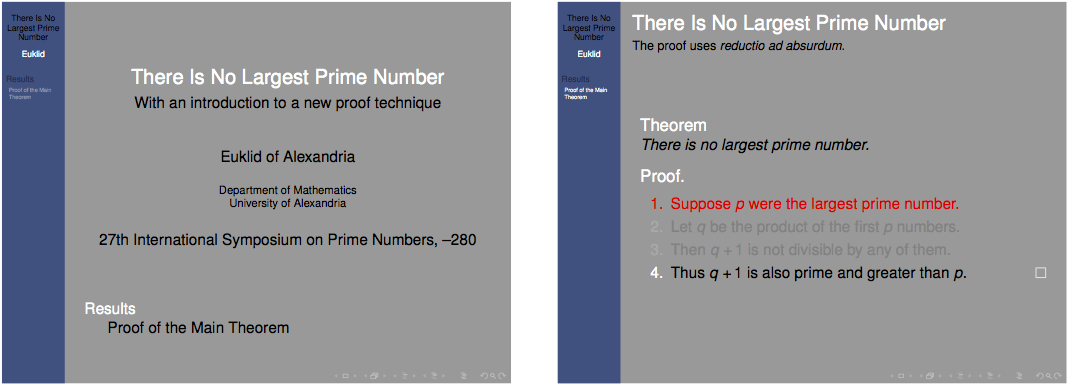 There Is No
Largest Prime
Number
Euklid
Results
Proof of the Main
Theorem
There Is No Largest Prime Number
With an introduction to a new proof technique
Euklid of Alexandria
Department of Mathematics
University of Alexandria
27th International Symposium on Prime Numbers, –280
Results
Proof of the Main Theorem
There Is No
Largest Prime
Number
Euklid
Results
Proof of the Main
Theorem
There Is No Largest Prime Number
The proof uses reductio ad absurdum.
Theorem
There is no largest prime number.
Proof.
1. Suppose p were the largest prime number.
2. Let q be the product of the first p numbers.
3. Then q + 1 is not divisible by any of them.
4. Thus q + 1 is also prime and greater than p.